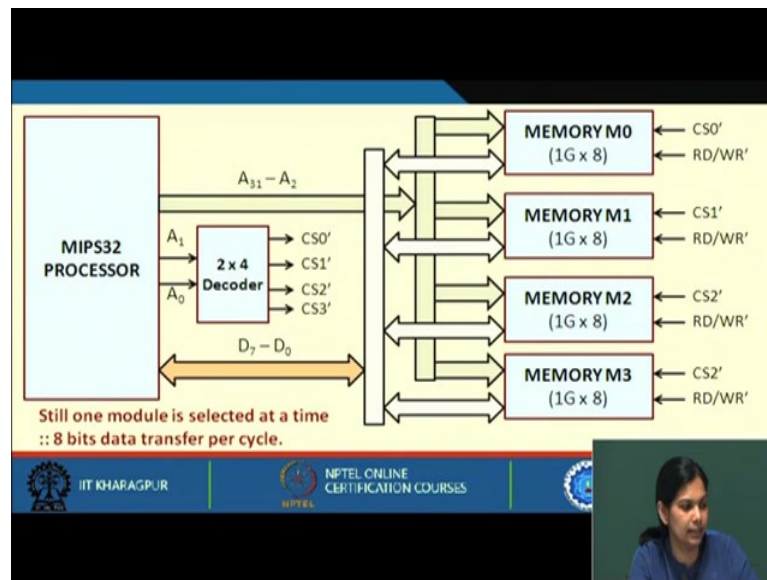 MIPS32
PROCESSOR
A31 – A2
A1
A0
2 x 4
Decoder
CS0'
CS1'
CS2'
CS3'
D7 – D0
MEMORY M0
(1G x 8)
CS0'
RD/WR'
MEMORY M1
(1G x 8)
CS1'
RD/WR'
MEMORY M2
(1G x 8)
CS2'
RD/WR'
MEMORY M3
(1G x 8)
CS2'
RD/WR'
Still one module is selected at a time
:: 8 bits data transfer per cycle.
IIT KHARAGPUR
NPTEL
NPTEL ONLINE
CERTIFICATION COURSES